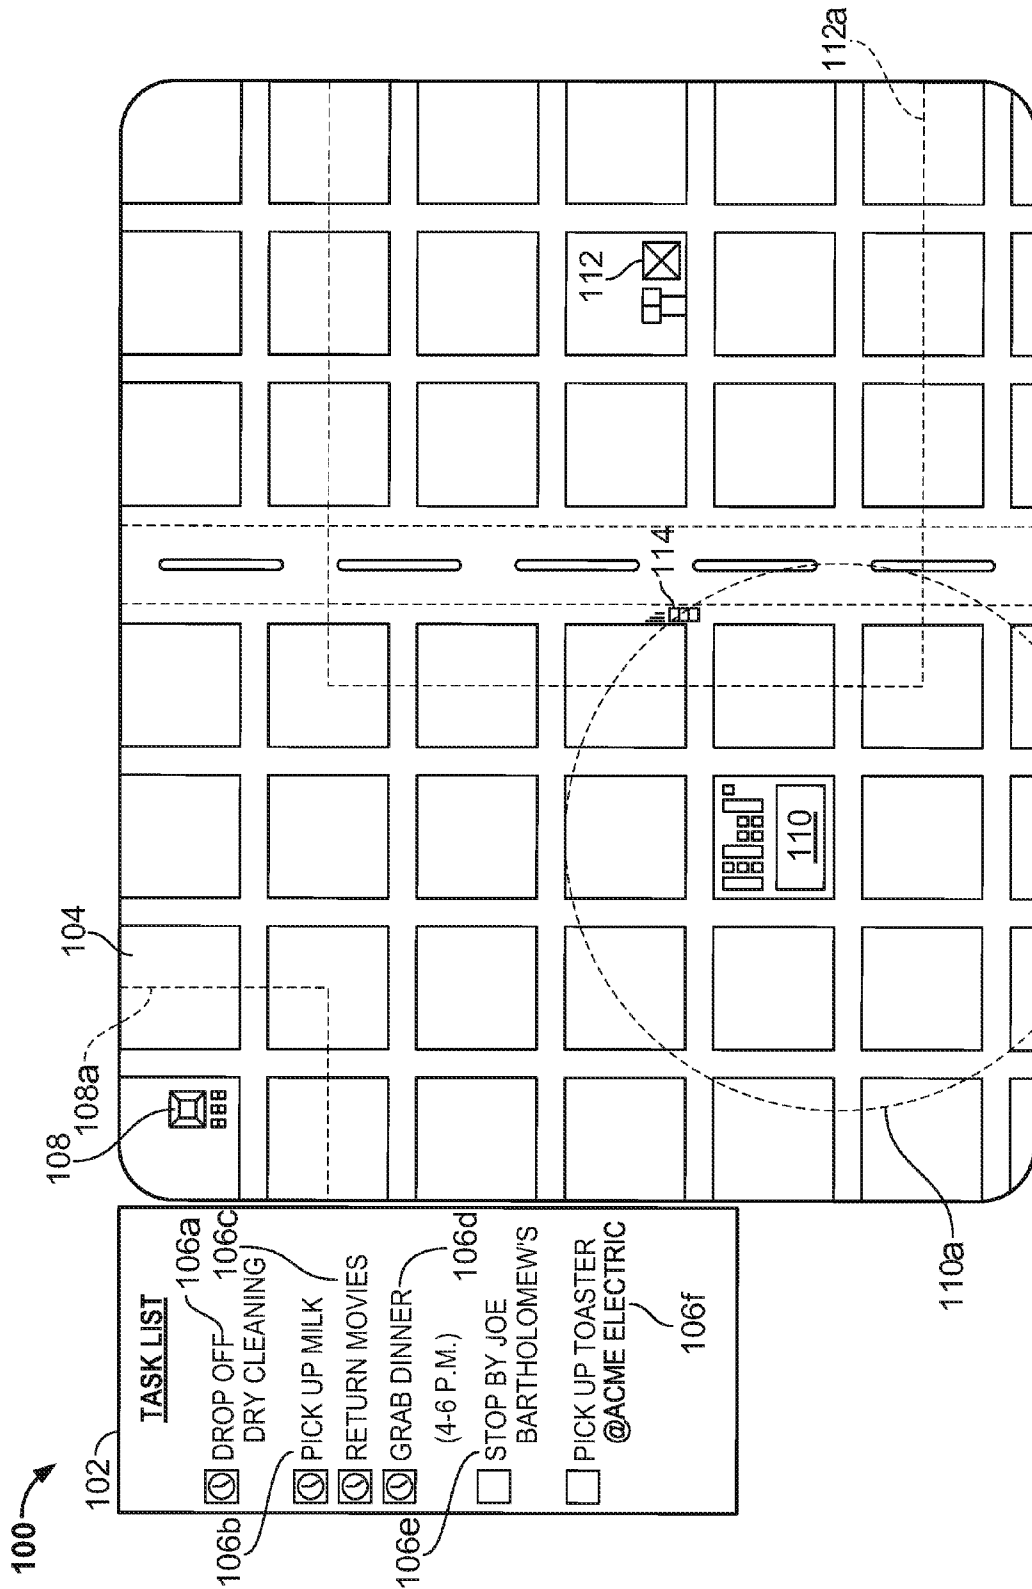 100
102
TASK LIST
106a
DROP OFF
DRY CLEANING
106b
PICK UP MILK
106c
RETURN MOVIES
GRAB DINNER
106d
(4-6 P.M.)
106e
STOP BY JOE
BARTHOLOMEW'S
PICK UP TOASTER
@ACME ELECTRIC
106f
108
108a
104
110
110a
114
112
112a